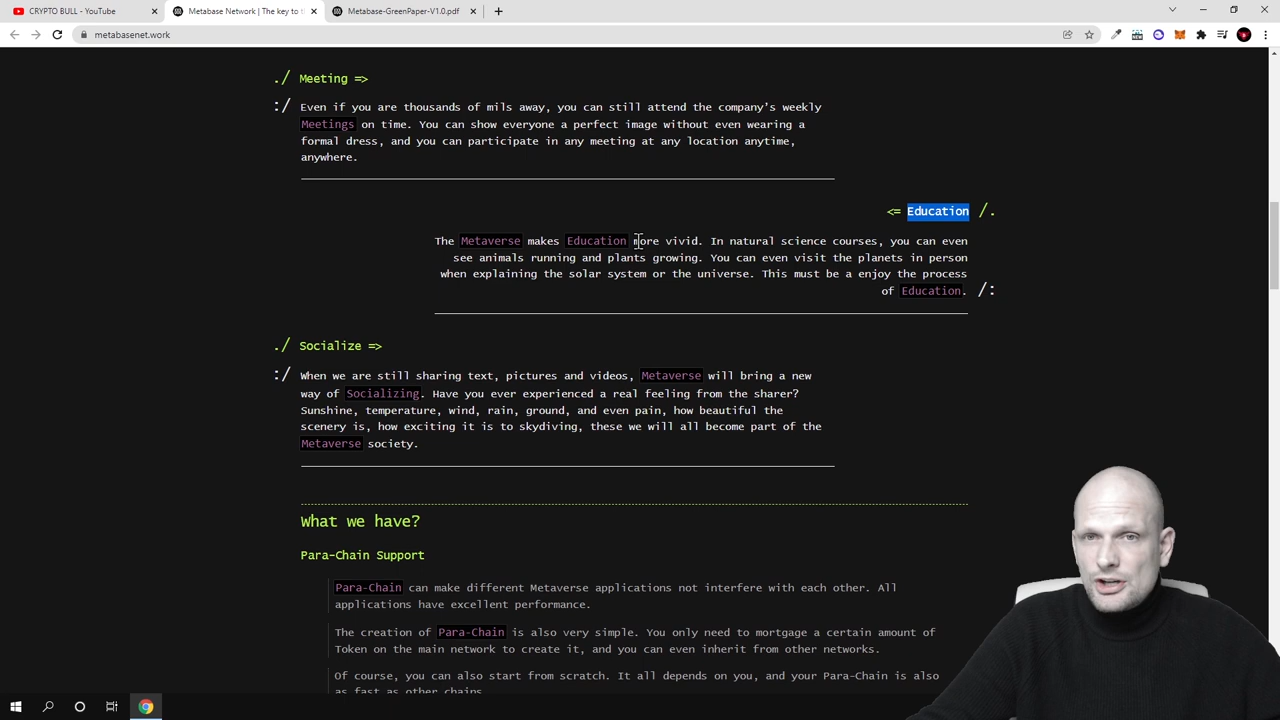 CRYPTO BULL - YouTube
Metabase Network | The key to t
Metabase-GreenPaper-V1.0.pdf
metabasenet.work
./ Meeting =>
:/ Even if you are thousands of mils away, you can still attend the company's weekly
Meetings on time. You can show everyone a perfect image without even wearing a
formal dress, and you can participate in any meeting at any location anytime,
anywhere.
<= Education /.
The Metaverse makes Education more vivid. In natural science courses, you can even
see animals running and plants growing. You can even visit the planets in person
when explaining the solar system or the universe. This must be a enjoy the process
of Education. /:
./ Socialize =>
:/ When we are still sharing text, pictures and videos, Metaverse will bring a new
way of Socializing. Have you ever experienced a real feeling from the sharer?
Sunshine, temperature, wind, rain, ground, and even pain, how beautiful the
scenery is, how exciting it is to skydiving, these we will all become part of the
Metaverse society.
What we have?
Para-Chain Support
Para-Chain can make different Metaverse applications not interfere with each other. All
applications have excellent performance.
The creation of Para-Chain is also very simple. You only need to mortgage a certain amount of
Token on the main network to create it, and you can even inherit from other networks.
Of course, you can also start from scratch. It all depends on you, and your Para-Chain is also
as fast as other chains.